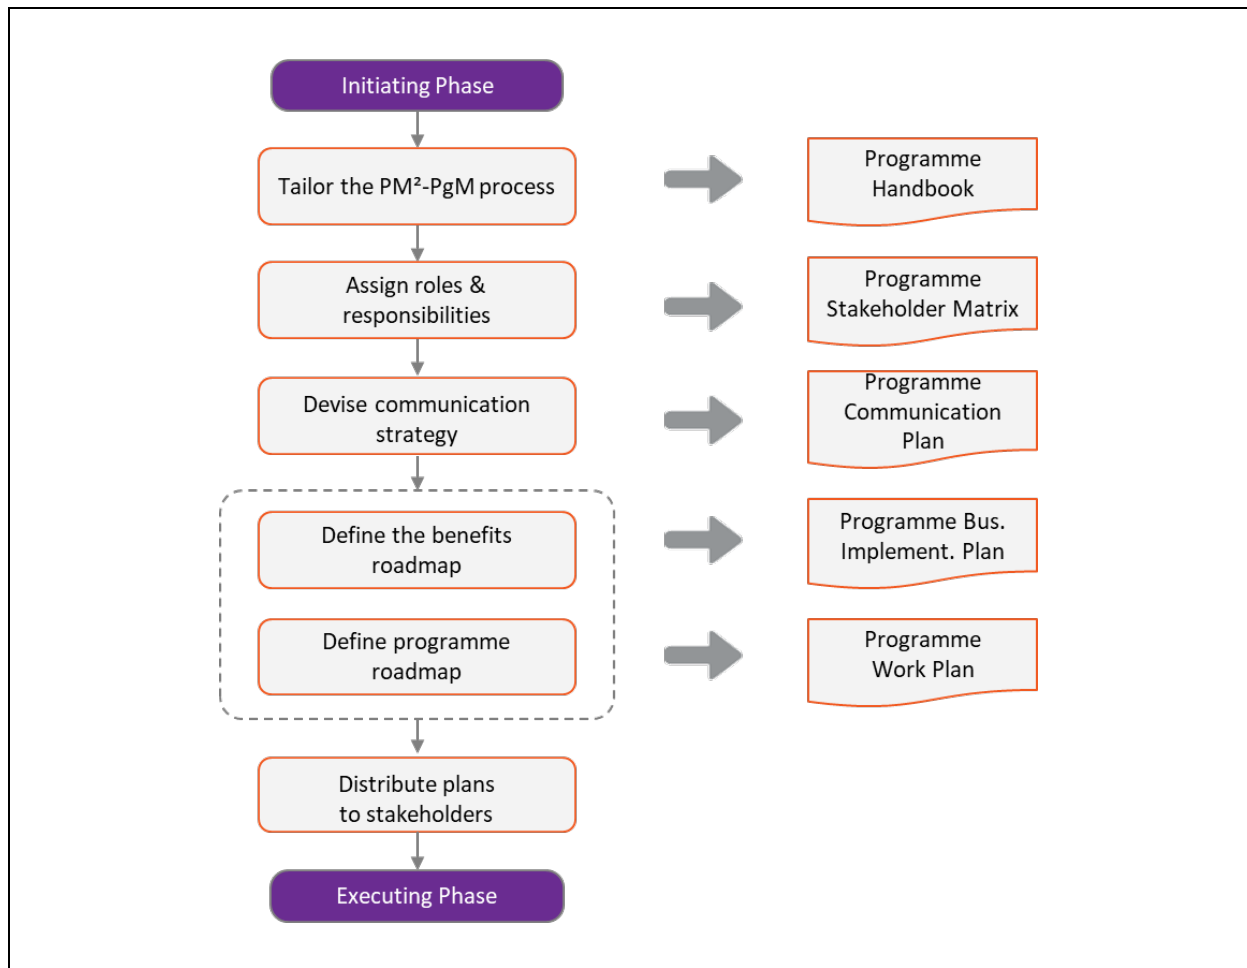 Initiating Phase
Tailor the PM²-PgM process
Programme
Handbook
Assign roles &
responsibilities
Programme
Stakeholder Matrix
Devise communication
strategy
Programme
Communication
Plan
Define the benefits
roadmap
Programme Bus.
Implement. Plan
Define programme
roadmap
Programme
Work Plan
Distribute plans
to stakeholders
Executing Phase